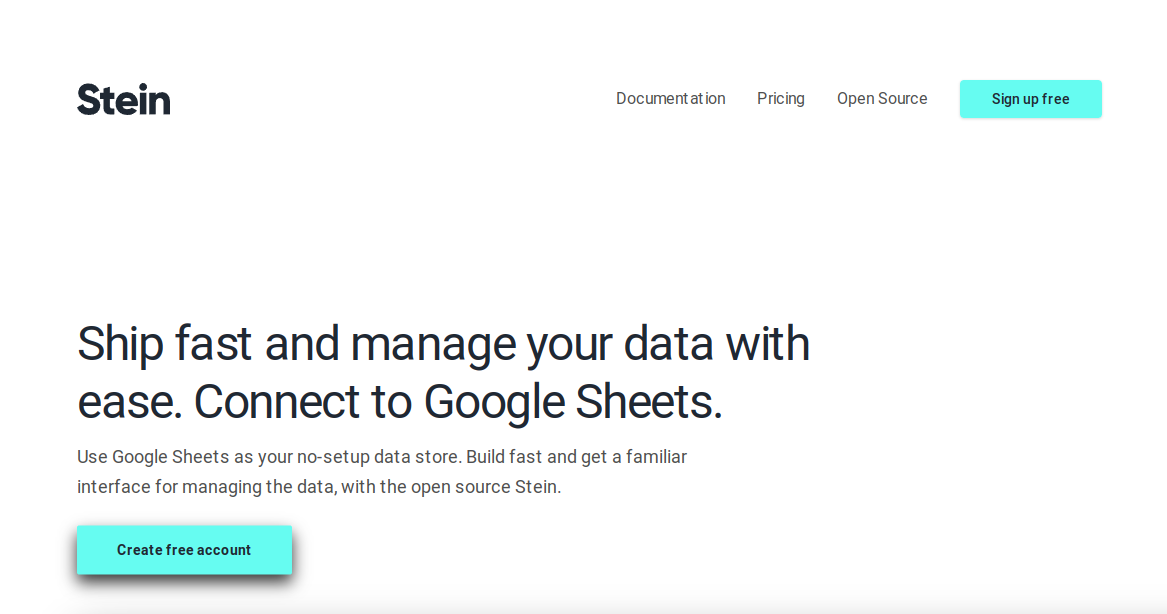 Stein
Documentation
Pricing
Open Source
Sign up free
Ship fast and manage your data with
ease. Connect to Google Sheets.
Use Google Sheets as your no-setup data store. Build fast and get a familiar
interface for managing the data, with the open source Stein.
Create free account